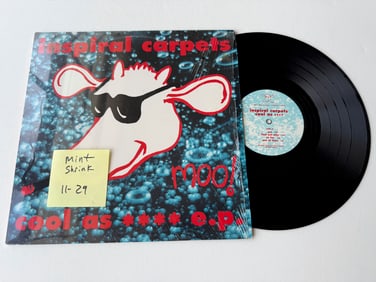 inspiral carpets
moo!
mint
shrink
11-29
cool as **** e.p.
inspiral carpets
cool as ****